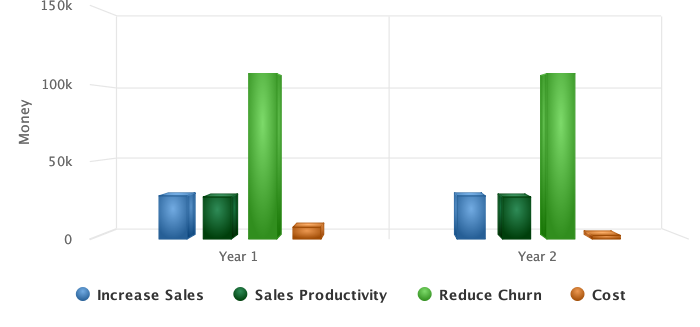 150k
100k
50k
0
Money
Year 1
Year 2
Increase Sales
Sales Productivity
Reduce Churn
Cost